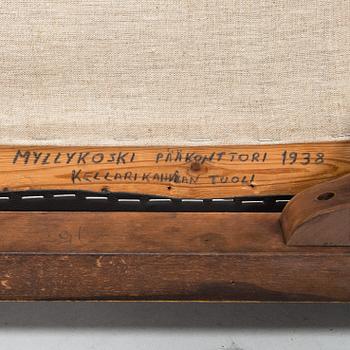 MYLLYKOSKI PÄÄKONTTORI 1938
KELLARIKAHVILAN TUOLI